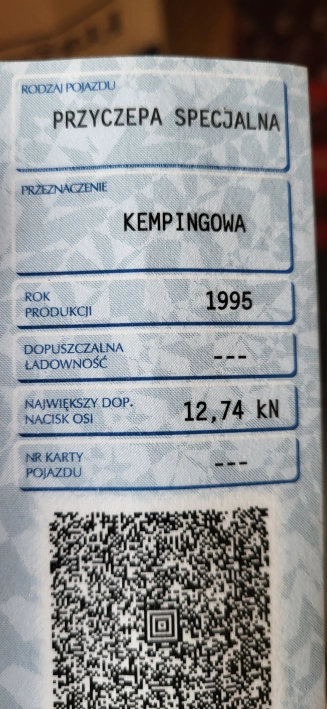 RODZAJ POJAZDU
PRZYCZEPA SPECJALNA
PRZEZNACZENIE
KEMPINGOWA
ROK
PRODUKCJI
1995
DOPUSZCZALNA
ŁADOWNOŚĆ
---
NAJWIĘKSZY DOP.
NACISK OSI
12,74 kN
NR KARTY
POJAZDU
---